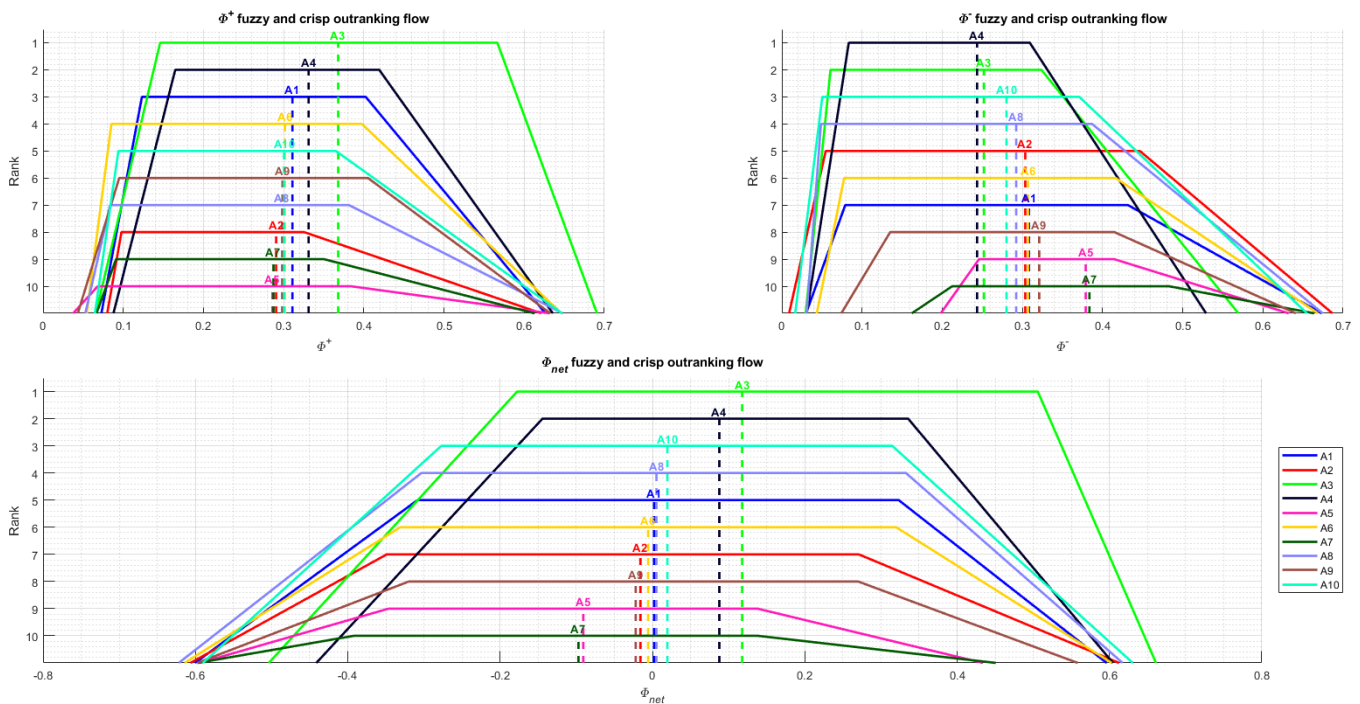 Φ+ fuzzy and crisp outranking flow
Rank
1
2
3
4
5
6
7
8
9
10
A3
A4
A1
A6
A10
A9
A8
A2
A7
A5
0 0.1 0.2 0.3 0.4 0.5 0.6 0.7
Φ+
Φ- fuzzy and crisp outranking flow
Rank
1
2
3
4
5
6
7
8
9
10
A4
A3
A10
A8
A2
A6
A1
A9
A5
A7
0 0.1 0.2 0.3 0.4 0.5 0.6 0.7
Φ-
Φnet fuzzy and crisp outranking flow
Rank
1
2
3
4
5
6
7
8
9
10
A3
A4
A10
A8
A1
A6
A2
A9
A5
A7
-0.8 -0.6 -0.4 -0.2 0 0.2 0.4 0.6 0.8
Φnet
A1
A2
A3
A4
A5
A6
A7
A8
A9
A10